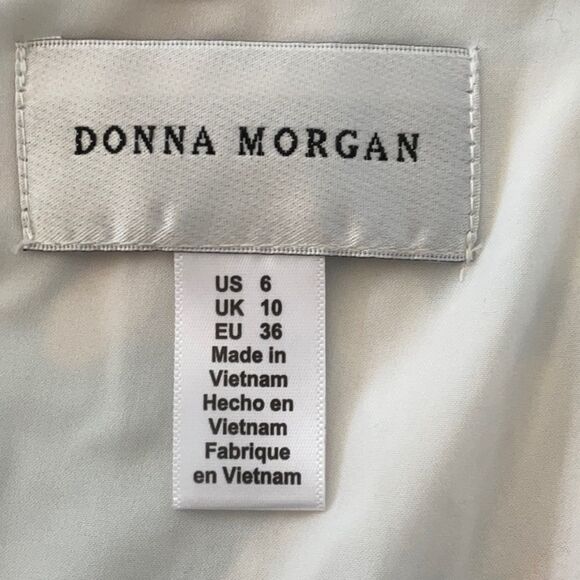 DONNA MORGAN
US 6
UK 10
EU 36
Made in
Vietnam
Hecho en
Vietnam
Fabrique
en Vietnam